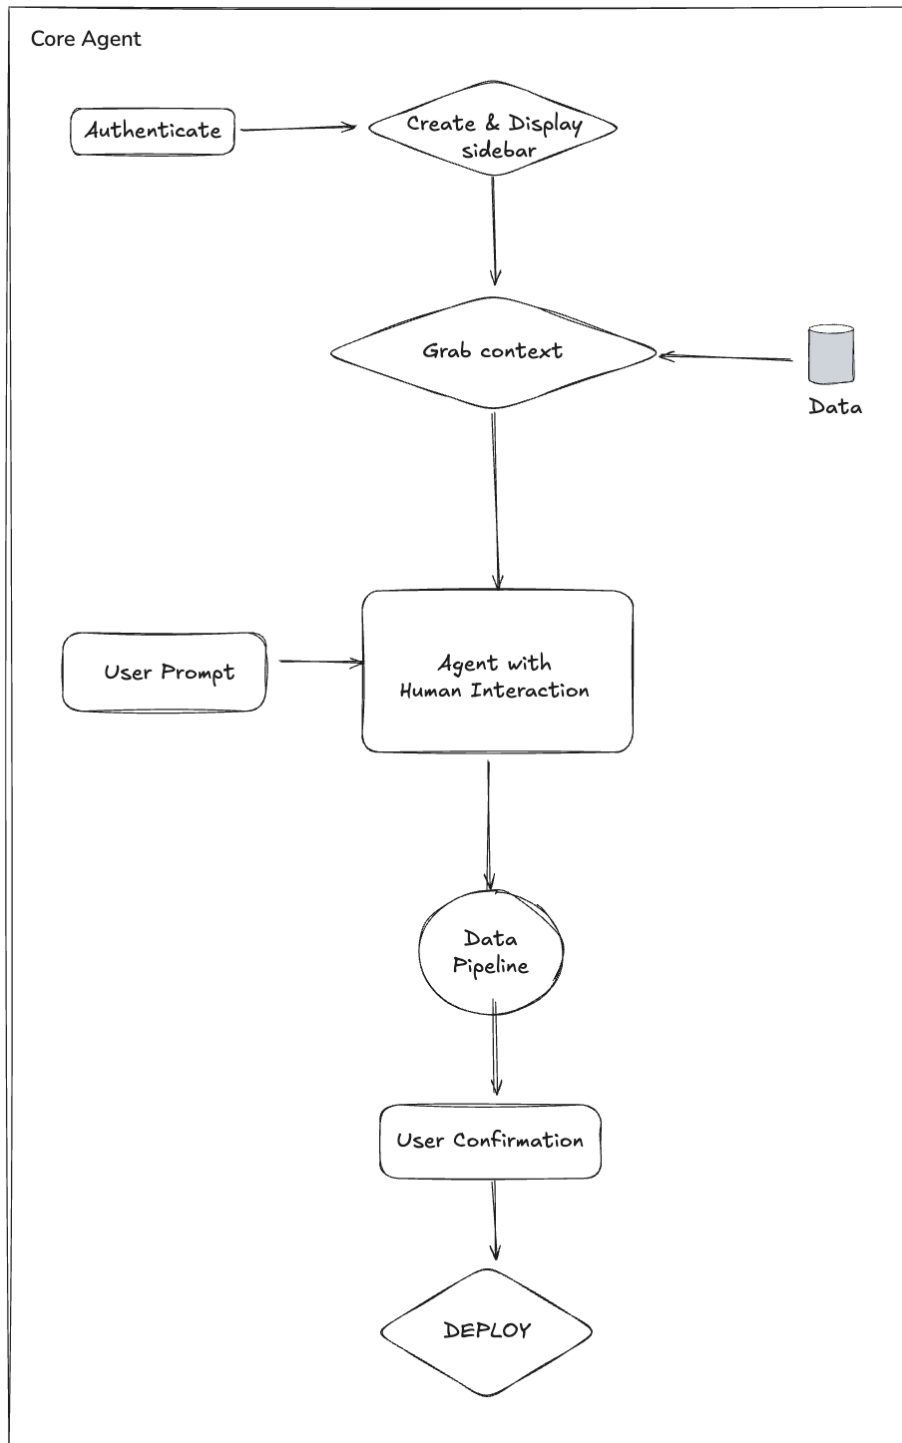 Core Agent
Authenticate
Create & Display
sidebar
Grab context
Data
User Prompt
Agent with
Human Interaction
Data
Pipeline
User Confirmation
DEPLOY